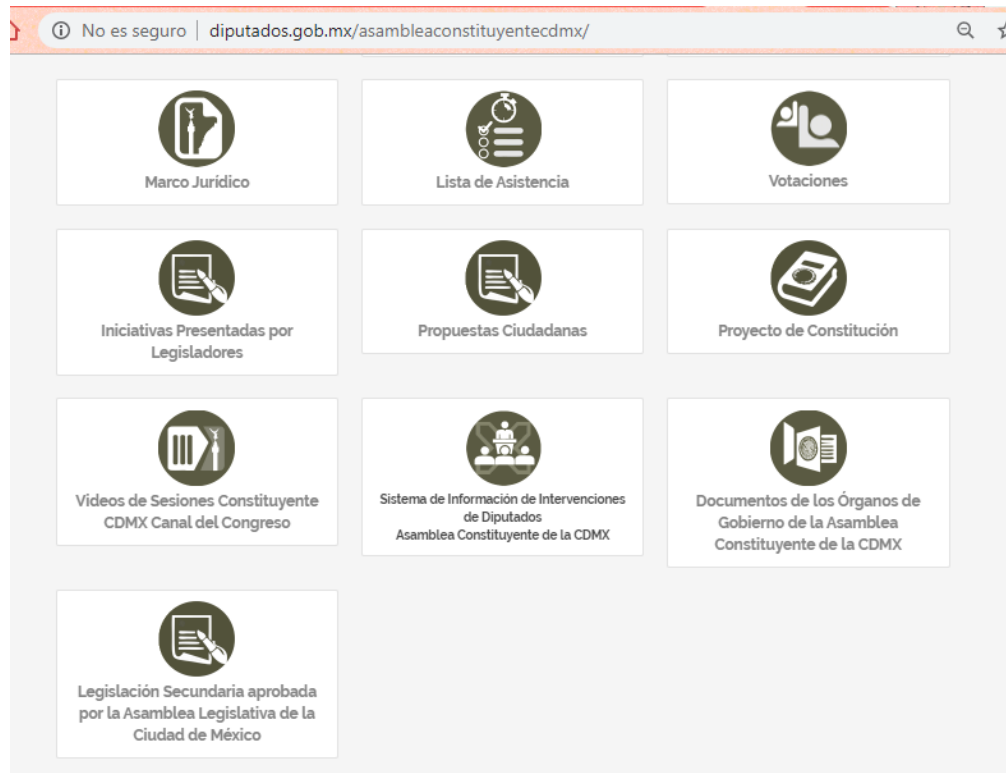 No es seguro | diputados.gob.mx/asambleaconstituyentecdmx/
Marco Jurídico
Lista de Asistencia
Votaciones
Iniciativas Presentadas por
Legisladores
Propuestas Ciudadanas
Proyecto de Constitución
Videos de Sesiones Constituyente
CDMX Canal del Congreso
Sistema de Información de Intervenciones
de Diputados
Asamblea Constituyente de la CDMX
Documentos de los Órganos de
Gobierno de la Asamblea
Constituyente de la CDMX
Legislación Secundaria aprobada
por la Asamblea Legislativa de la
Ciudad de México